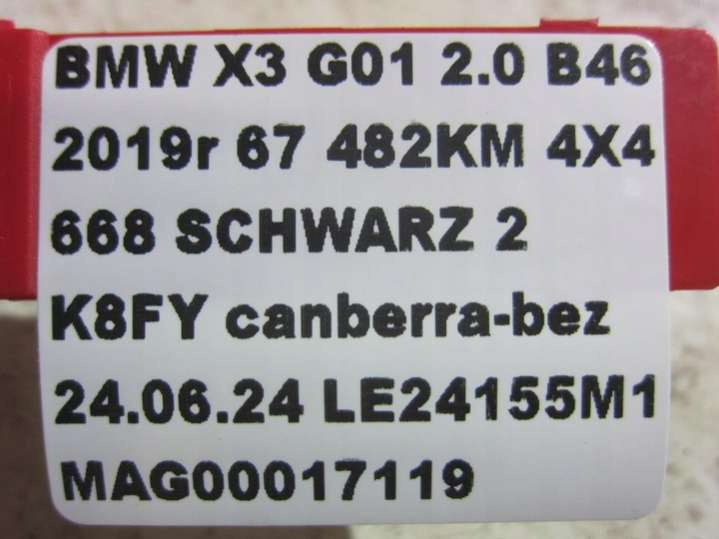 BMW X3 G01 2.0 B46
2019r 67 482KM 4X4
668 SCHWARZ 2
K8FY canberra-bez
24.06.24 LE24155M1
MAG00017119